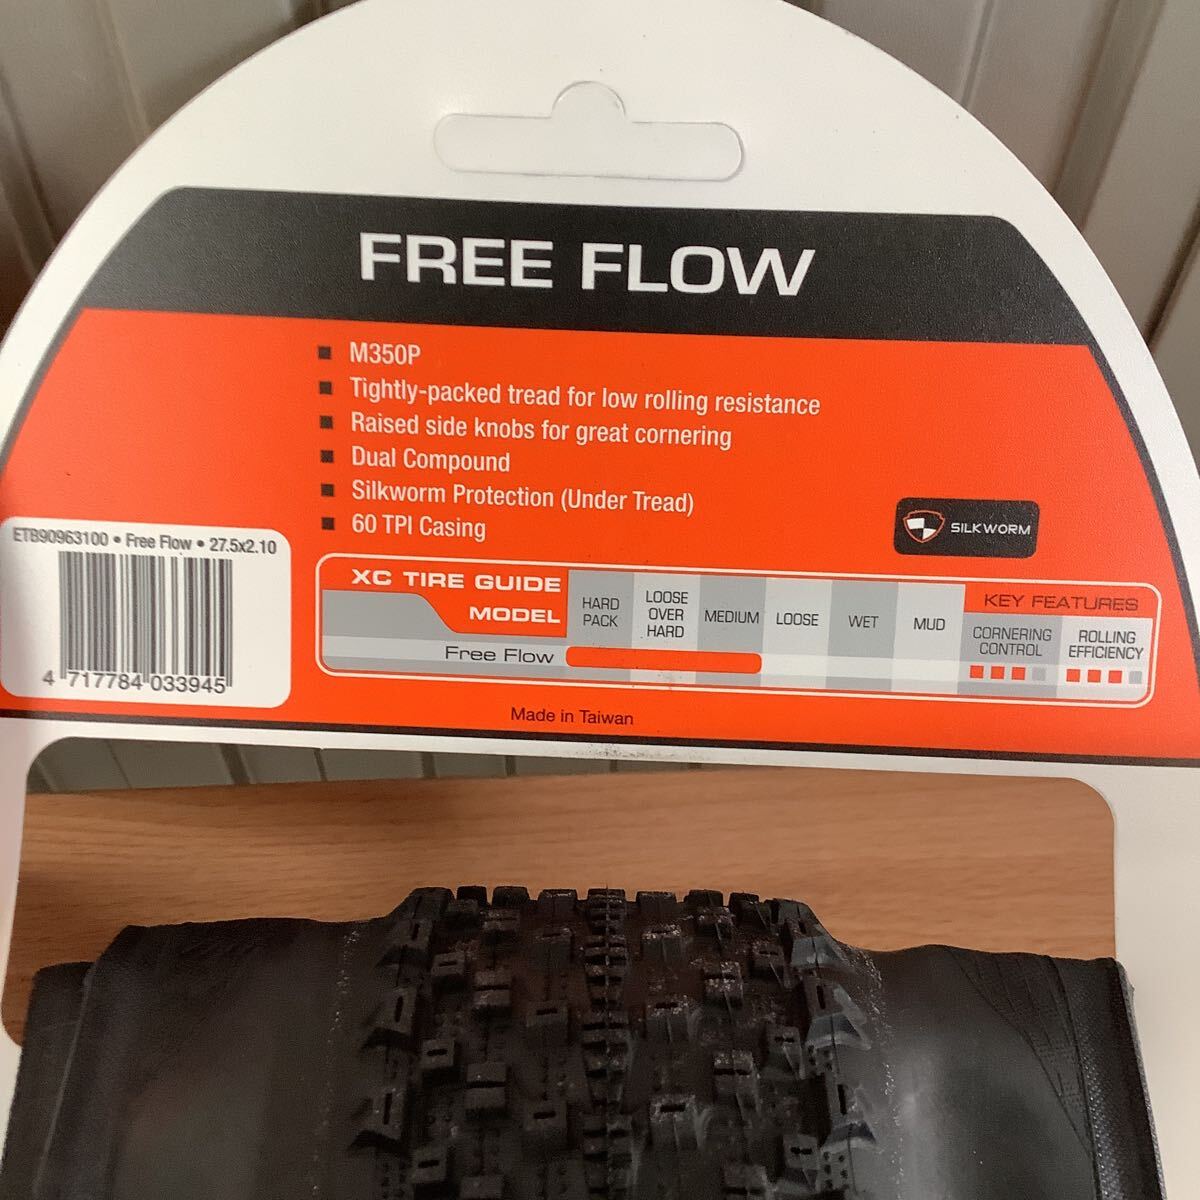 FREE FLOW
M350P
Tightly-packed tread for low rolling resistance
Raised side knobs for great cornering
Dual Compound
Silkworm Protection (Under Tread)
60 TPI Casing
SILKWORM
ETB90963100 • Free Flow • 27.5x2.10
4 717784 033945
XC TIRE GUIDE
MODEL
HARD
PACK
LOOSE
OVER
HARD
MEDIUM
LOOSE
WET
MUD
KEY FEATURES
CORNERING
CONTROL
ROLLING
EFFICIENCY
Free Flow
Made in Taiwan